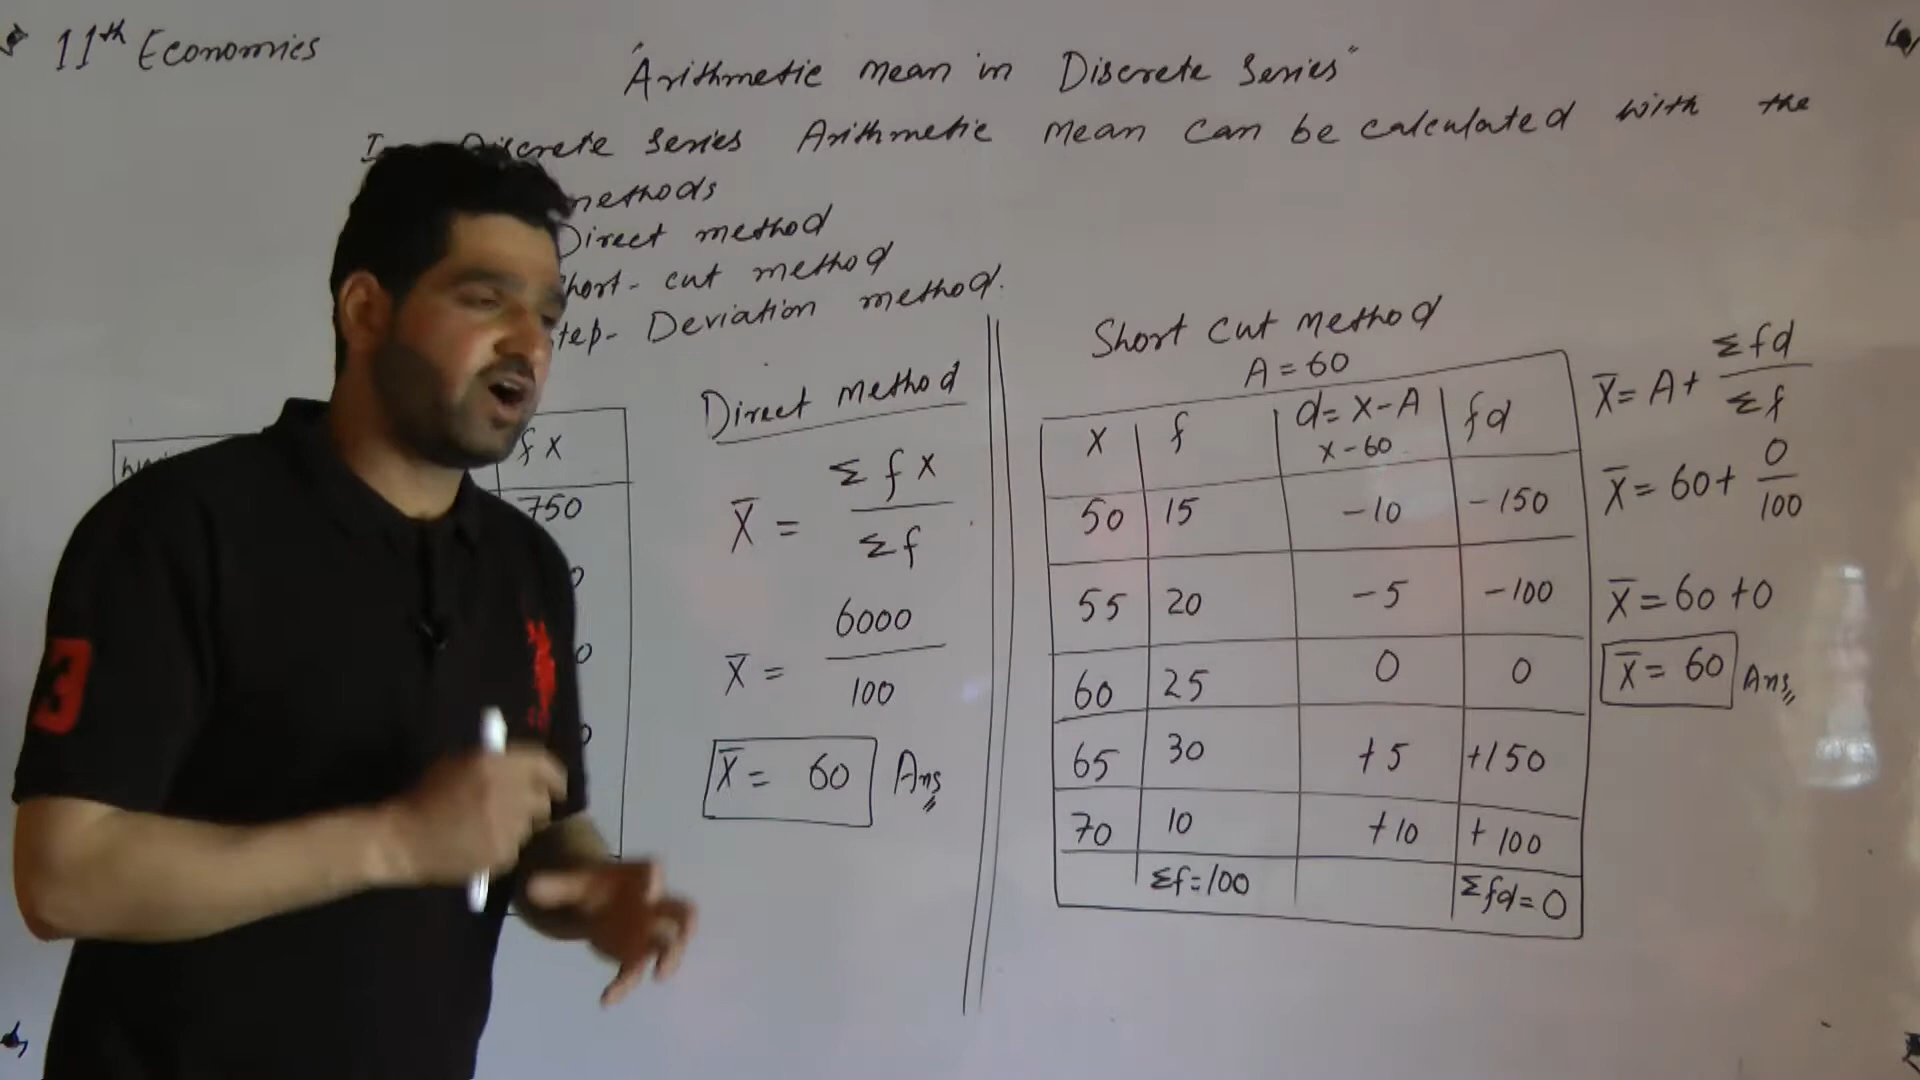 11th Economics
"Arithmetic mean in Discrete Series"
Discrete series Arithmetic mean can be calculated with the
methods
Direct method
Short-cut method
Step-Deviation method.
f X
750
Direct method
X̄ = Σ f X / Σ f
X̄ = 6000 / 100
X̄ = 60 Ans
Short cut method
A = 60
X f d = X - A fd
X - 60
50 15 -10 -150
55 20 -5 -100
60 25 0 0
65 30 +5 +150
70 10 +10 +100
Σf = 100 Σfd = 0
X̄ = A + Σfd / Σf
X̄ = 60 + 0 / 100
X̄ = 60 + 0
X̄ = 60 Ans
3